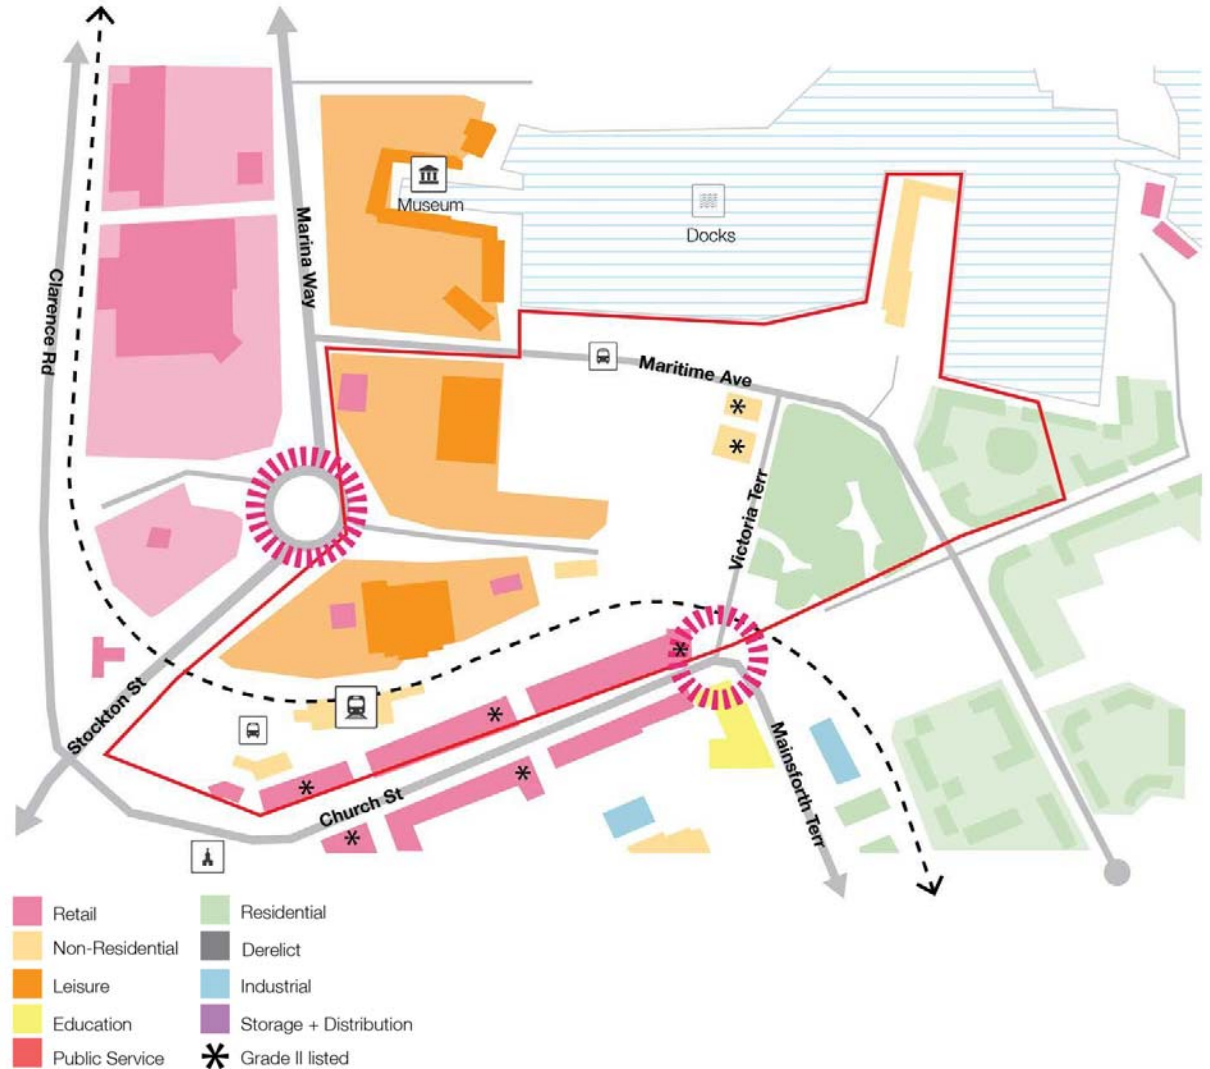 Museum
Docks
Marina Way
Clarence Rd
Maritime Ave
Victoria Terr
Stockton St
Church St
Mainsforth Terr
Retail
Non-Residential
Leisure
Education
Public Service
Residential
Derelict
Industrial
Storage + Distribution
Grade II listed